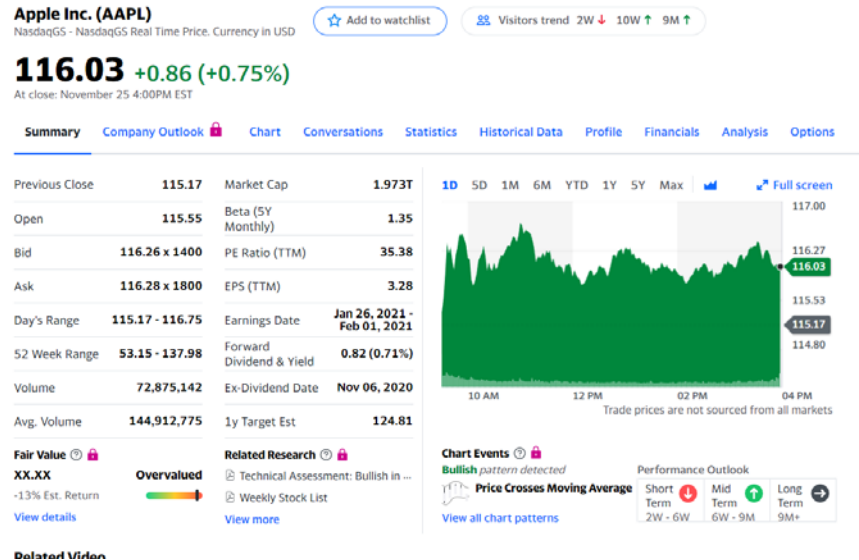 Apple Inc. (AAPL)
NasdaqGS - NasdaqGS Real Time Price. Currency in USD
Add to watchlist
Visitors trend 2W ↓ 10W ↑ 9M ↑
116.03 +0.86 (+0.75%)
At close: November 25 4:00PM EST
Summary Company Outlook Chart Conversations Statistics Historical Data Profile Financials Analysis Options
Previous Close 115.17
Open 115.55
Bid 116.26 x 1400
Ask 116.28 x 1800
Day's Range 115.17 - 116.75
52 Week Range 53.15 - 137.98
Volume 72,875,142
Avg. Volume 144,912,775
Market Cap 1.973T
Beta (5Y
Monthly) 1.35
PE Ratio (TTM) 35.38
EPS (TTM) 3.28
Earnings Date Jan 26, 2021 -
Feb 01, 2021
Forward
Dividend & Yield 0.82 (0.71%)
Ex-Dividend Date Nov 06, 2020
1y Target Est 124.81
1D 5D 1M 6M YTD 1Y 5Y Max
Full screen
117.00
116.27
116.03
115.53
115.17
114.80
10 AM 12 PM 02 PM 04 PM
Trade prices are not sourced from all markets
Fair Value
XX.XX Overvalued
-13% Est. Return
View details
Related Research
Technical Assessment: Bullish in ...
Weekly Stock List
View more
Chart Events
Bullish pattern detected
Price Crosses Moving Average
View all chart patterns
Performance Outlook
Short
Term
2W - 6W
Mid
Term
6W - 9M
Long
Term
9M+
Related Video